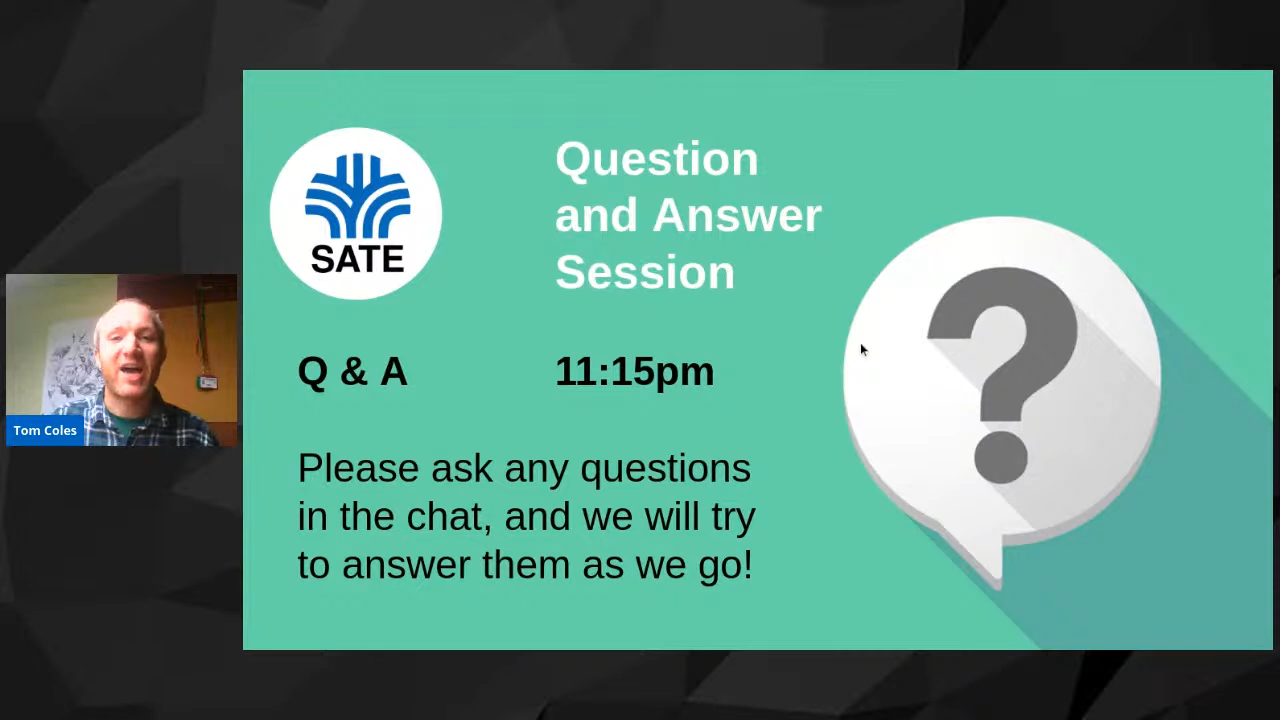 SATE
Question
and Answer
Session
Q & A
11:15pm
Please ask any questions
in the chat, and we will try
to answer them as we go!
Tom Coles